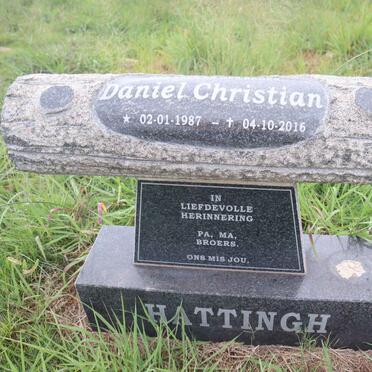 Daniel Christian
* 02-01-1987 - † 04-10-2016
IN
LIEFDEVOLLE
HERINNERING
PA, MA,
BROERS.
ONS MIS JOU.
HATTINGH